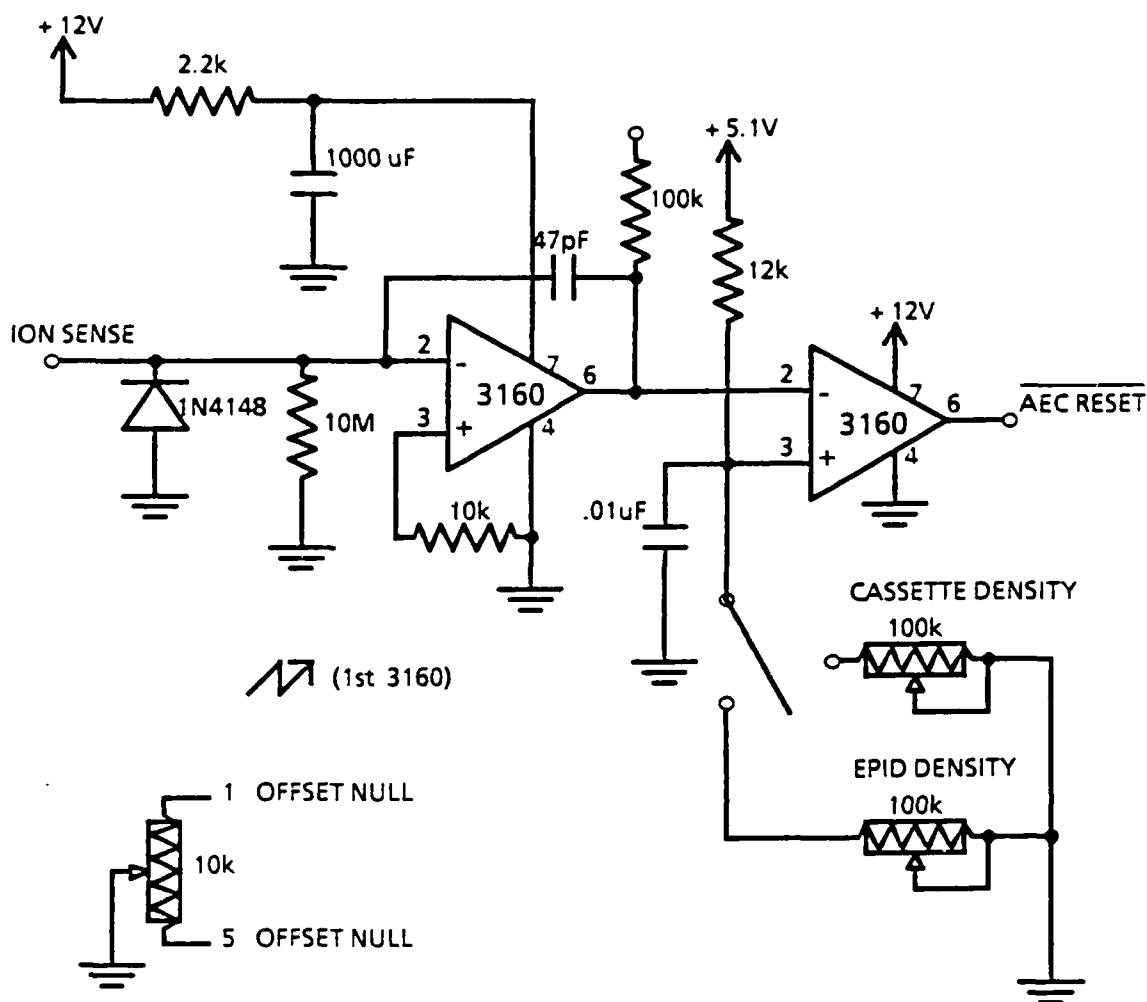 + 12V
2.2k
1000 uF
+ 5.1V
100k
47pF
12k
ION SENSE
+ 12V
2
-
7
6
3160
3
+
4
1N4148
10M
10k
2
-
7
6
3160
3
+
4
AEC RESET
.01uF
CASSETTE DENSITY
100k
(1st 3160)
EPID DENSITY
100k
1 OFFSET NULL
10k
5 OFFSET NULL